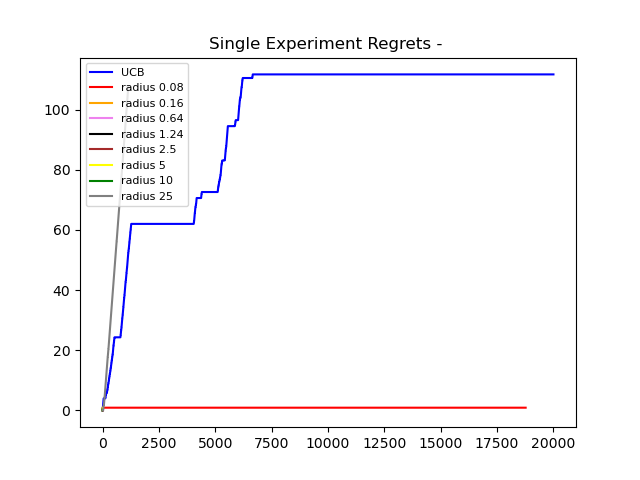 Single Experiment Regrets -
UCB
radius 0.08
radius 0.16
radius 0.64
radius 1.24
radius 2.5
radius 5
radius 10
radius 25
100
80
60
40
20
0
0 2500 5000 7500 10000 12500 15000 17500 20000